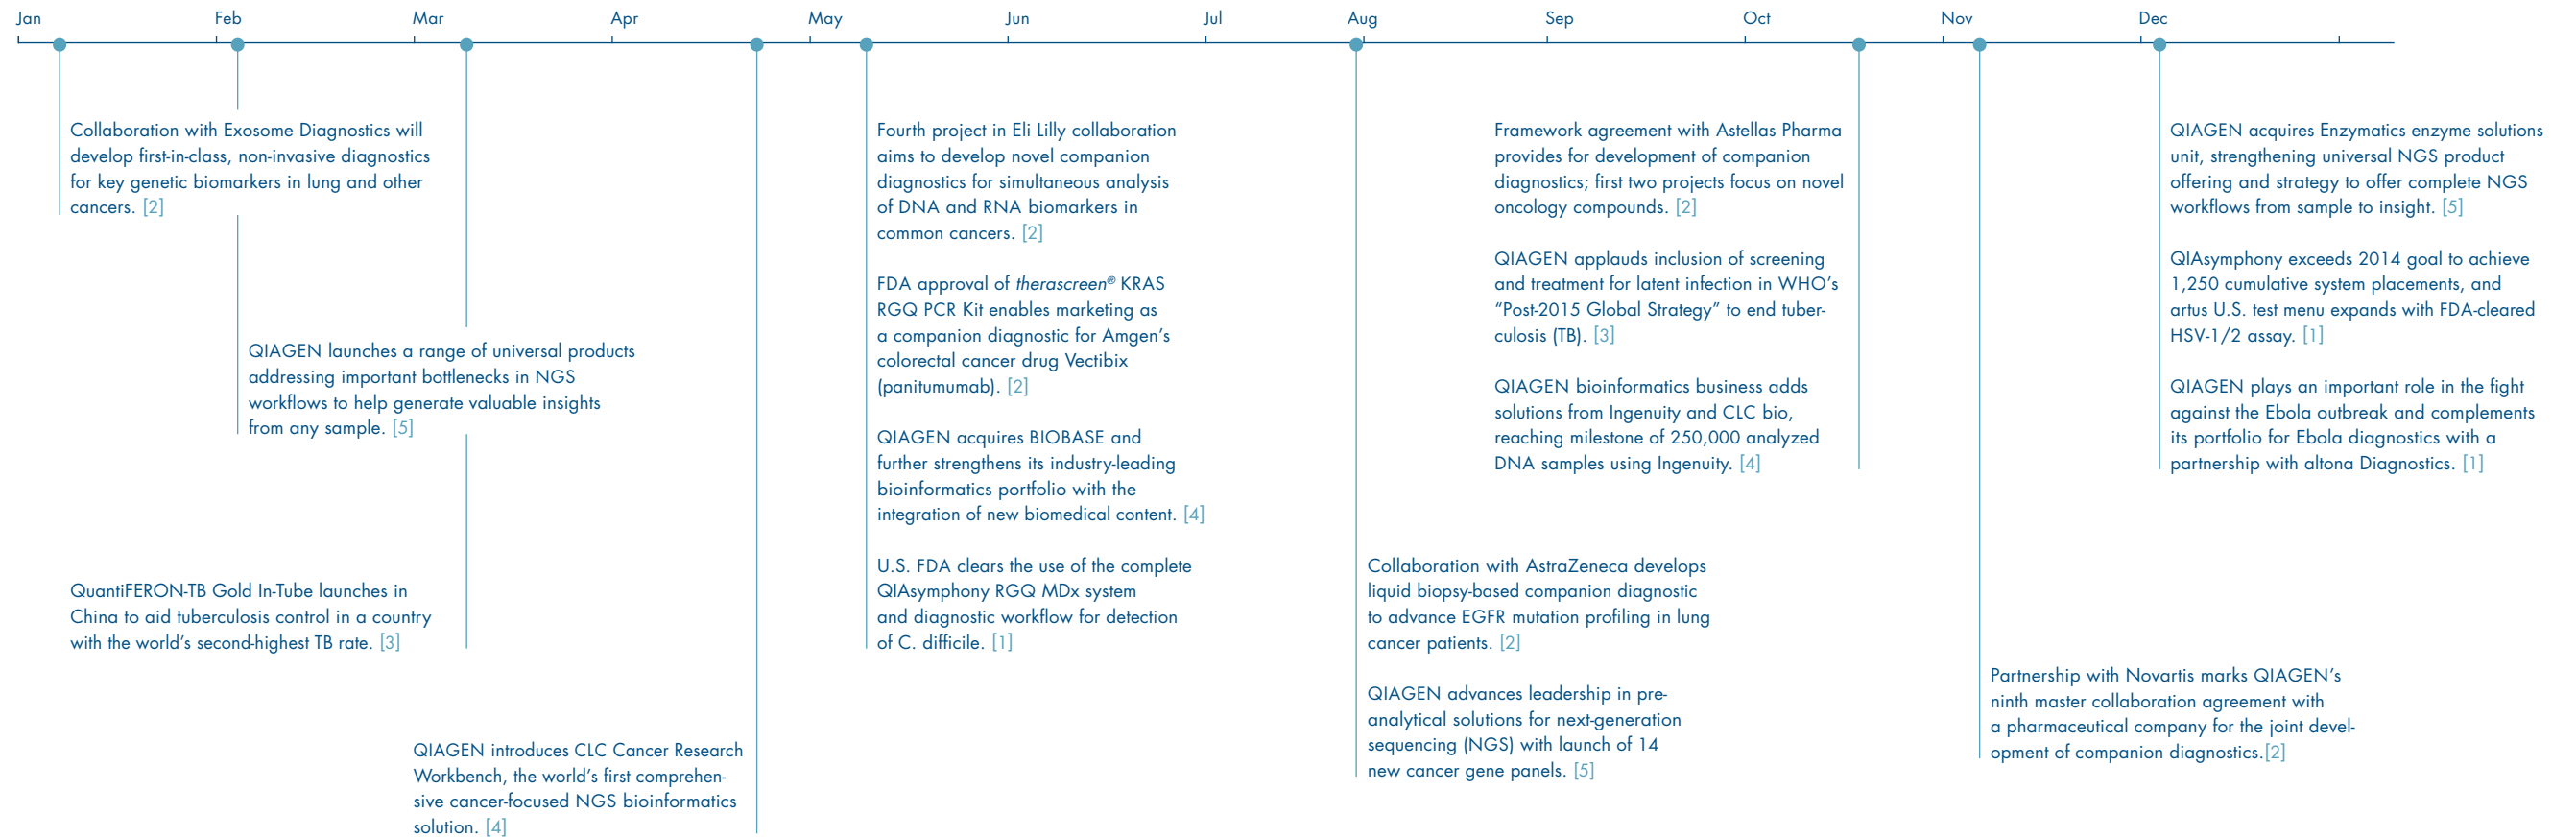 Jan
Feb
Mar
Apr
May
Jun
Jul
Aug
Sep
Oct
Nov
Dec
Collaboration with Exosome Diagnostics will
develop first-in-class, non-invasive diagnostics
for key genetic biomarkers in lung and other
cancers. [2]
QIAGEN launches a range of universal products
addressing important bottlenecks in NGS
workflows to help generate valuable insights
from any sample. [5]
QuantiFERON-TB Gold In-Tube launches in
China to aid tuberculosis control in a country
with the world’s second-highest TB rate. [3]
QIAGEN introduces CLC Cancer Research
Workbench, the world’s first comprehen-
sive cancer-focused NGS bioinformatics
solution. [4]
Fourth project in Eli Lilly collaboration
aims to develop novel companion
diagnostics for simultaneous analysis
of DNA and RNA biomarkers in
common cancers. [2]
FDA approval of therascreen® KRAS
RGQ PCR Kit enables marketing as
a companion diagnostic for Amgen’s
colorectal cancer drug Vectibix
(panitumumab). [2]
QIAGEN acquires BIOBASE and
further strengthens its industry-leading
bioinformatics portfolio with the
integration of new biomedical content. [4]
U.S. FDA clears the use of the complete
QIAsymphony RGQ MDx system
and diagnostic workflow for detection
of C. difficile. [1]
Collaboration with AstraZeneca develops
liquid biopsy-based companion diagnostic
to advance EGFR mutation profiling in lung
cancer patients. [2]
QIAGEN advances leadership in pre-
analytical solutions for next-generation
sequencing (NGS) with launch of 14
new cancer gene panels. [5]
Framework agreement with Astellas Pharma
provides for development of companion
diagnostics; first two projects focus on novel
oncology compounds. [2]
QIAGEN applauds inclusion of screening
and treatment for latent infection in WHO’s
“Post-2015 Global Strategy” to end tuber-
culosis (TB). [3]
QIAGEN bioinformatics business adds
solutions from Ingenuity and CLC bio,
reaching milestone of 250,000 analyzed
DNA samples using Ingenuity. [4]
Partnership with Novartis marks QIAGEN’s
ninth master collaboration agreement with
a pharmaceutical company for the joint devel-
opment of companion diagnostics.[2]
QIAGEN acquires Enzymatics enzyme solutions
unit, strengthening universal NGS product
offering and strategy to offer complete NGS
workflows from sample to insight. [5]
QIAsymphony exceeds 2014 goal to achieve
1,250 cumulative system placements, and
artus U.S. test menu expands with FDA-cleared
HSV-1/2 assay. [1]
QIAGEN plays an important role in the fight
against the Ebola outbreak and complements
its portfolio for Ebola diagnostics with a
partnership with altona Diagnostics. [1]